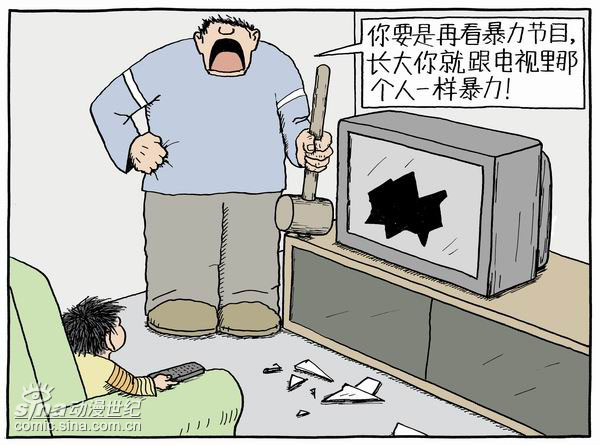 你要是再看暴力节目,
长大你就跟电视里那
个人一样暴力!
sina动漫世纪
comic.sina.com.cn